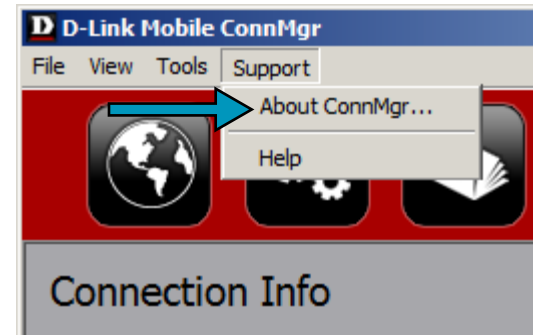 D D-Link Mobile ConnMgr
File View Tools Support
About ConnMgr...
Help
Connection Info